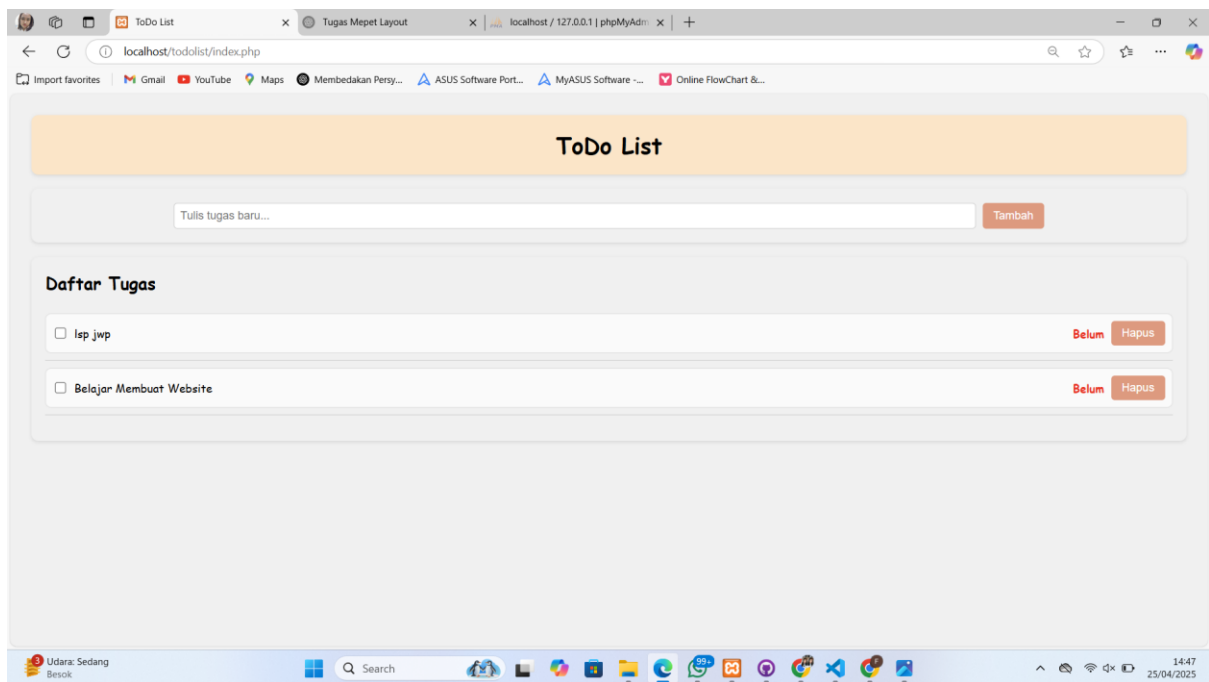 ToDo List
Tugas Mepet Layout
localhost / 127.0.0.1 | phpMyAdm
localhost/todolist/index.php
Import favorites
Gmail
YouTube
Maps
Membedakan Persy...
ASUS Software Port...
MyASUS Software -...
Online FlowChart &...
ToDo List
Tulis tugas baru...
Tambah
Daftar Tugas
lsp jwp
Belum
Hapus
Belajar Membuat Website
Belum
Hapus
3
Udara: Sedang
Besok
Search
99+
14:47
25/04/2025